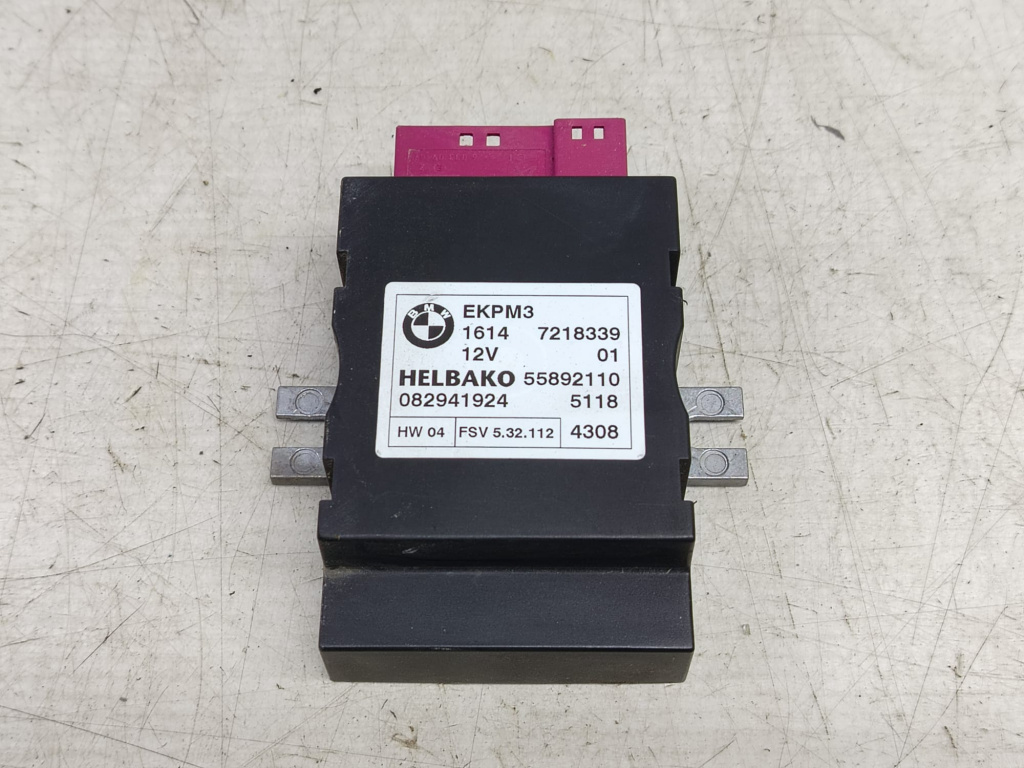 BMW
EKPM3
1614 7218339
12V 01
HELBAKO 55892110
082941924 5118
HW 04 FSV 5.32.112 4308